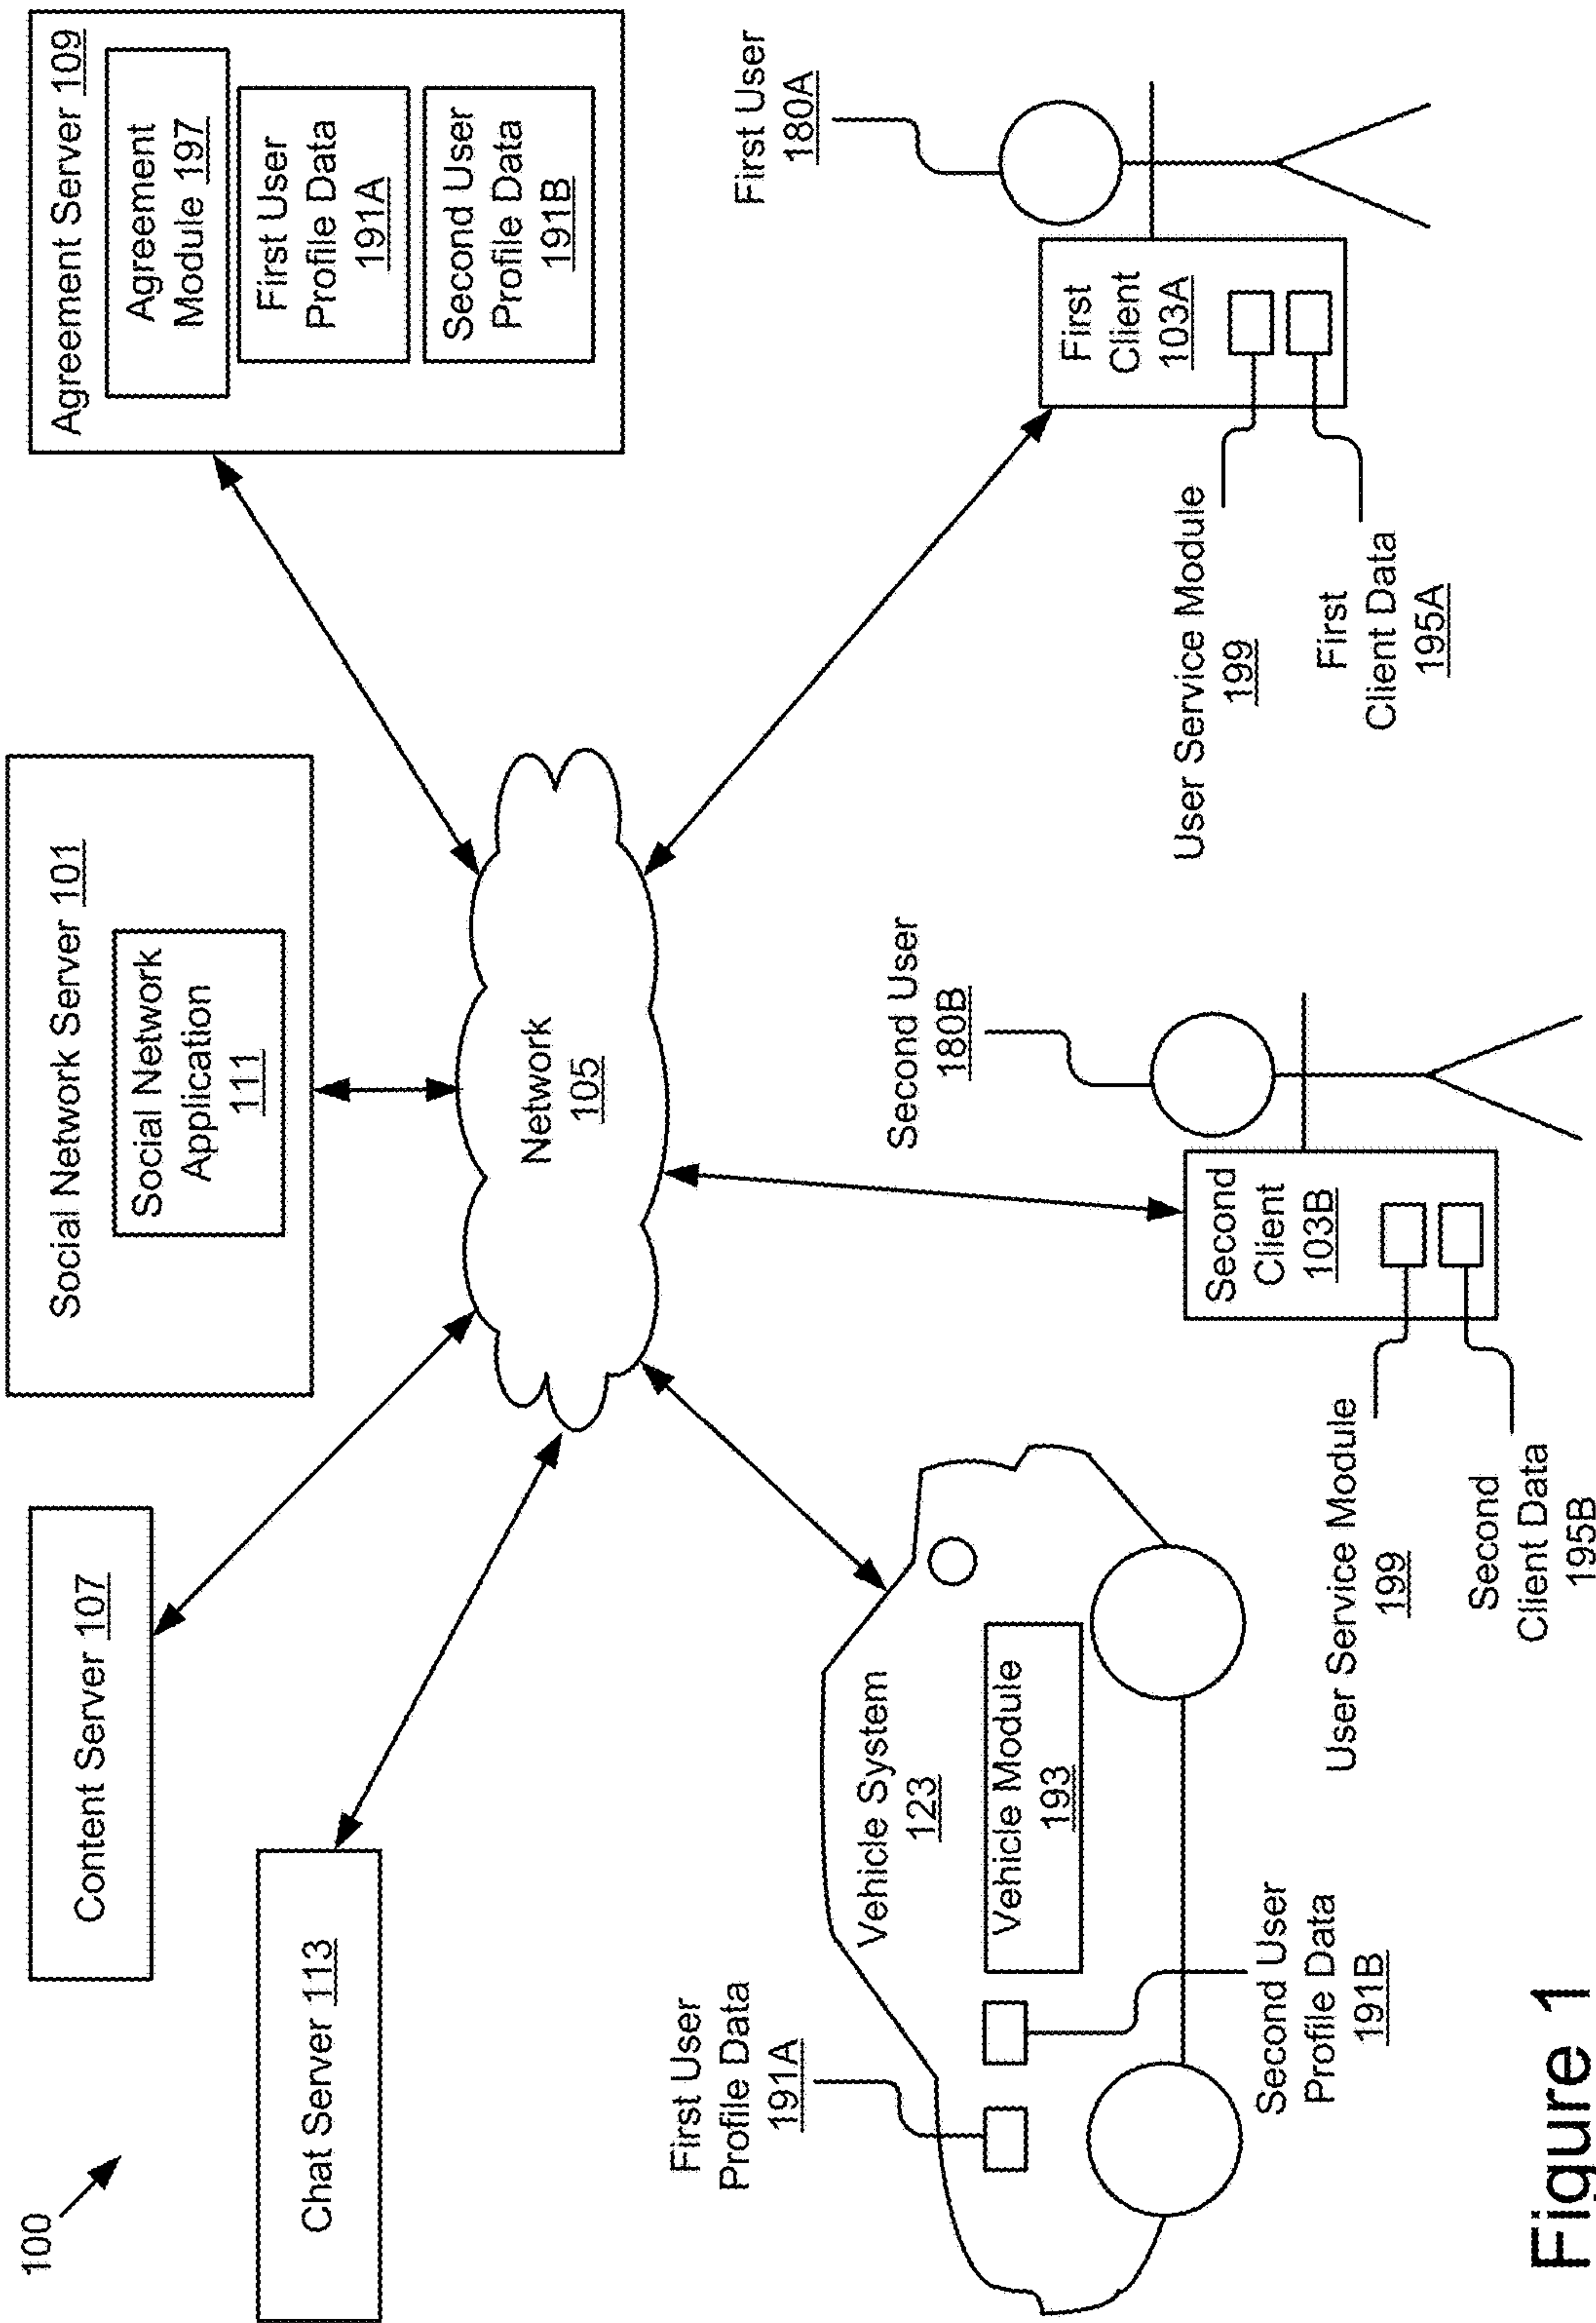 100
Chat Server 113
Content Server 107
Social Network Server 101
Social Network
Application
111
Agreement Server 109
Agreement
Module 197
First User
Profile Data
191A
Second User
Profile Data
191B
Network
105
First User
Profile Data
191A
Vehicle System
123
Vehicle Module
193
Second User
Profile Data
191B
Second User
180B
Second
Client
103B
User Service Module
199
Second
Client Data
195B
First User
180A
First
Client
103A
User Service Module
199
First
Client Data
195A
Figure 1